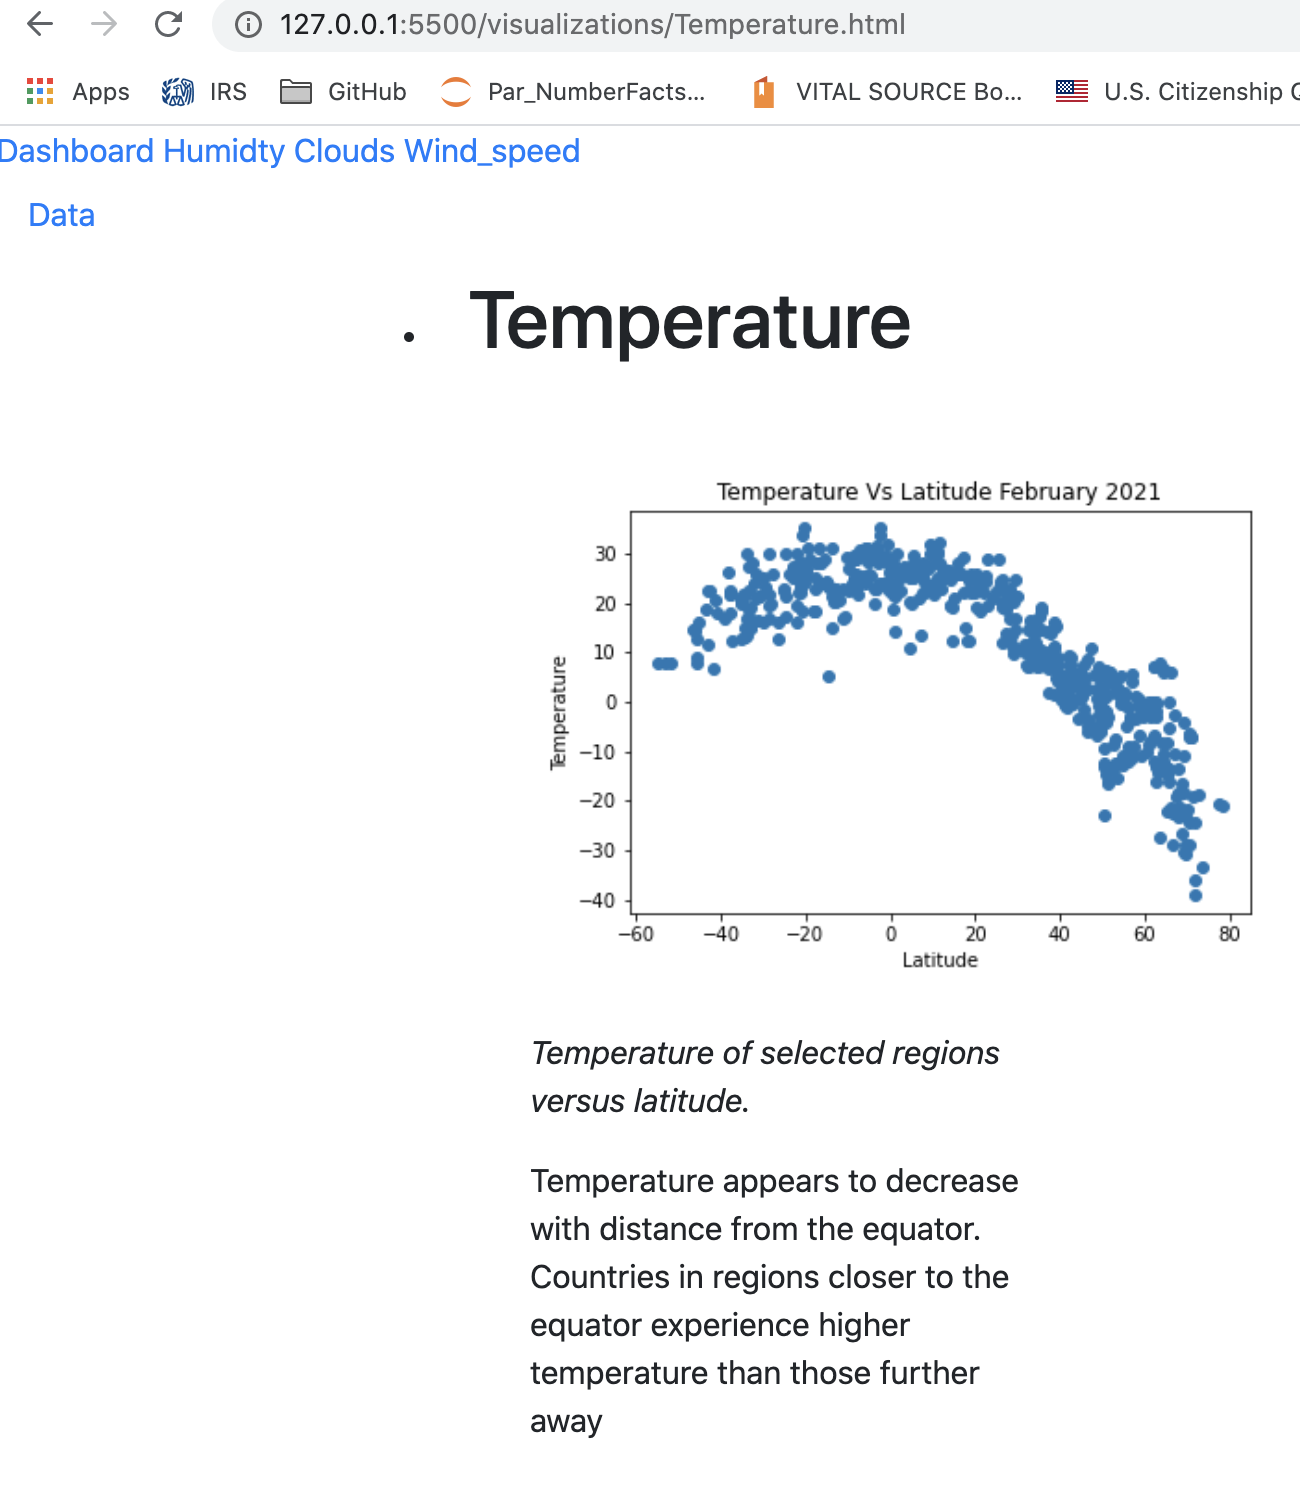 127.0.0.1:5500/visualizations/Temperature.html
Apps IRS GitHub Par_NumberFacts... VITAL SOURCE Bo... U.S. Citizenship
Dashboard Humidty Clouds Wind_speed
Data
• Temperature
Temperature Vs Latitude February 2021
30
20
10
0
−10
−20
−30
−40
Temperature
−60 −40 −20 0 20 40 60 80
Latitude
Temperature of selected regions
versus latitude.
Temperature appears to decrease
with distance from the equator.
Countries in regions closer to the
equator experience higher
temperature than those further
away